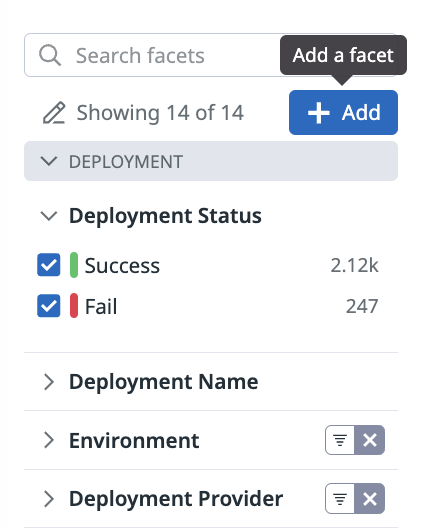 Search facets
Add a facet
Showing 14 of 14
Add
DEPLOYMENT
Deployment Status
Success 2.12k
Fail 247
Deployment Name
Environment
Deployment Provider